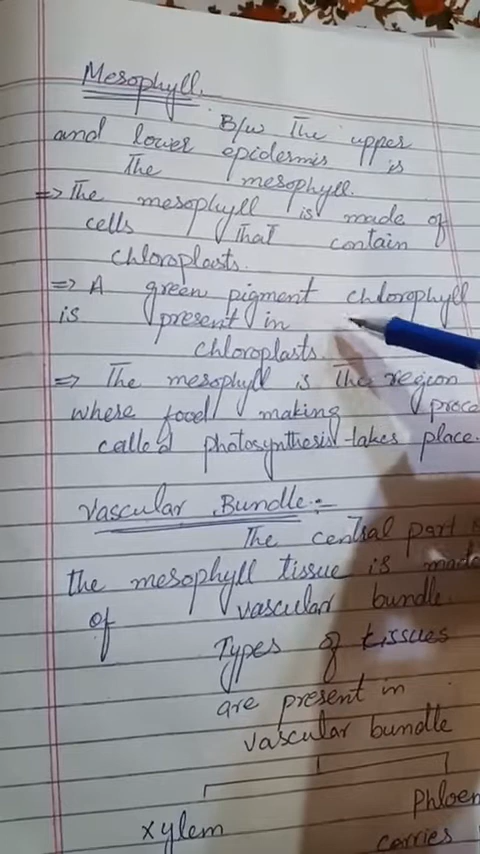 Mesophyll.
B/w The upper
and lower epidermis is
The mesophyll.
=> The mesophyll is made of
cells that contain
chloroplasts.
=> A green pigment chlorophyll
is present in
chloroplasts.
=> The mesophyll is The region
where food making proce
called photosynthesis takes place.
Vascular Bundle :-
The central part
the mesophyll tissue is made
of vascular bundle.
Types of tissues
are present in
vascular bundle
xylem Phloem
carries